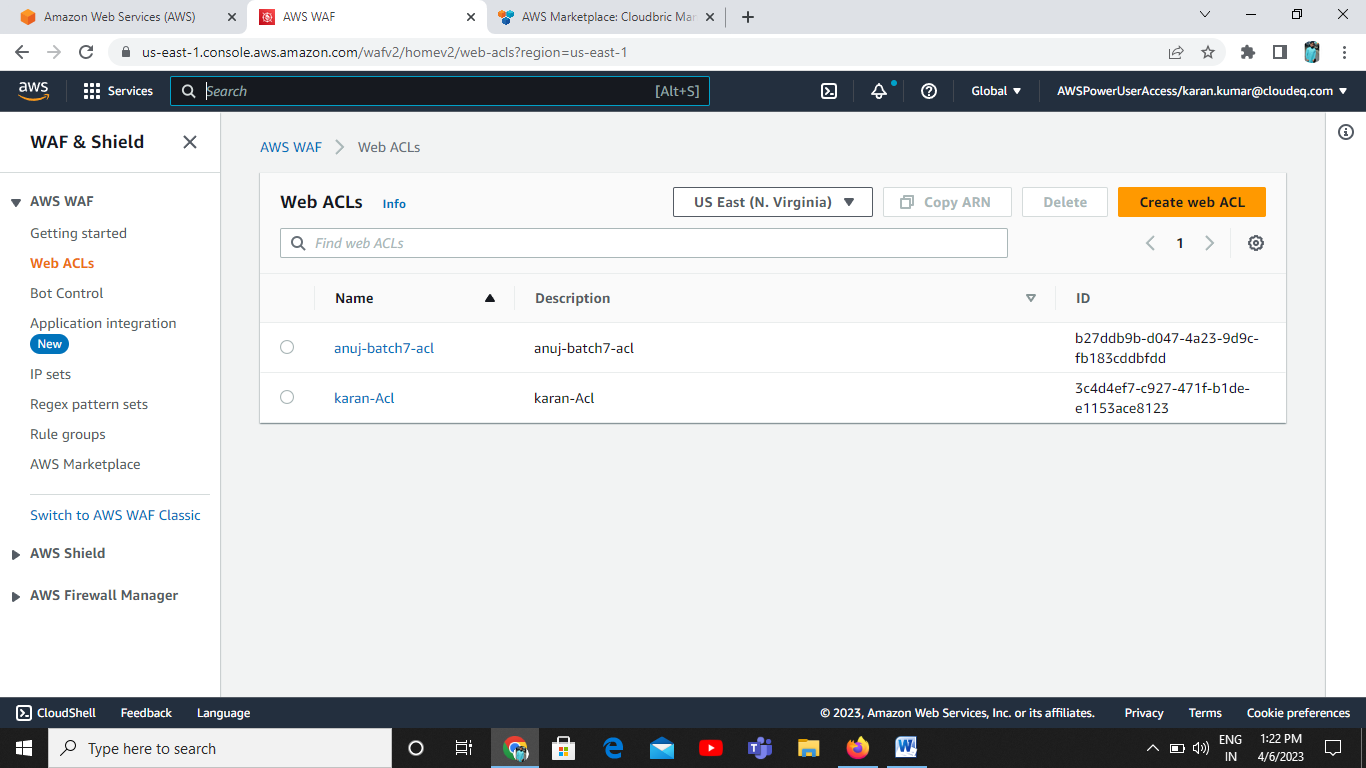 Amazon Web Services (AWS)
AWS WAF
AWS Marketplace: Cloudbric Mar
us-east-1.console.aws.amazon.com/wafv2/homev2/web-acls?region=us-east-1
aws
Services
Search
[Alt+S]
Global
AWSPowerUserAccess/karan.kumar@cloudeq.com
WAF & Shield
AWS WAF
Getting started
Web ACLs
Bot Control
Application integration
New
IP sets
Regex pattern sets
Rule groups
AWS Marketplace
Switch to AWS WAF Classic
AWS Shield
AWS Firewall Manager
AWS WAF
Web ACLs
Web ACLs Info
US East (N. Virginia)
Copy ARN
Delete
Create web ACL
Find web ACLs
1
Name
Description
ID
anuj-batch7-acl
anuj-batch7-acl
b27ddb9b-d047-4a23-9d9c-
fb183cddbfdd
karan-Acl
karan-Acl
3c4d4ef7-c927-471f-b1de-
e1153ace8123
CloudShell
Feedback
Language
© 2023, Amazon Web Services, Inc. or its affiliates.
Privacy
Terms
Cookie preferences
Type here to search
ENG
IN
1:22 PM
4/6/2023